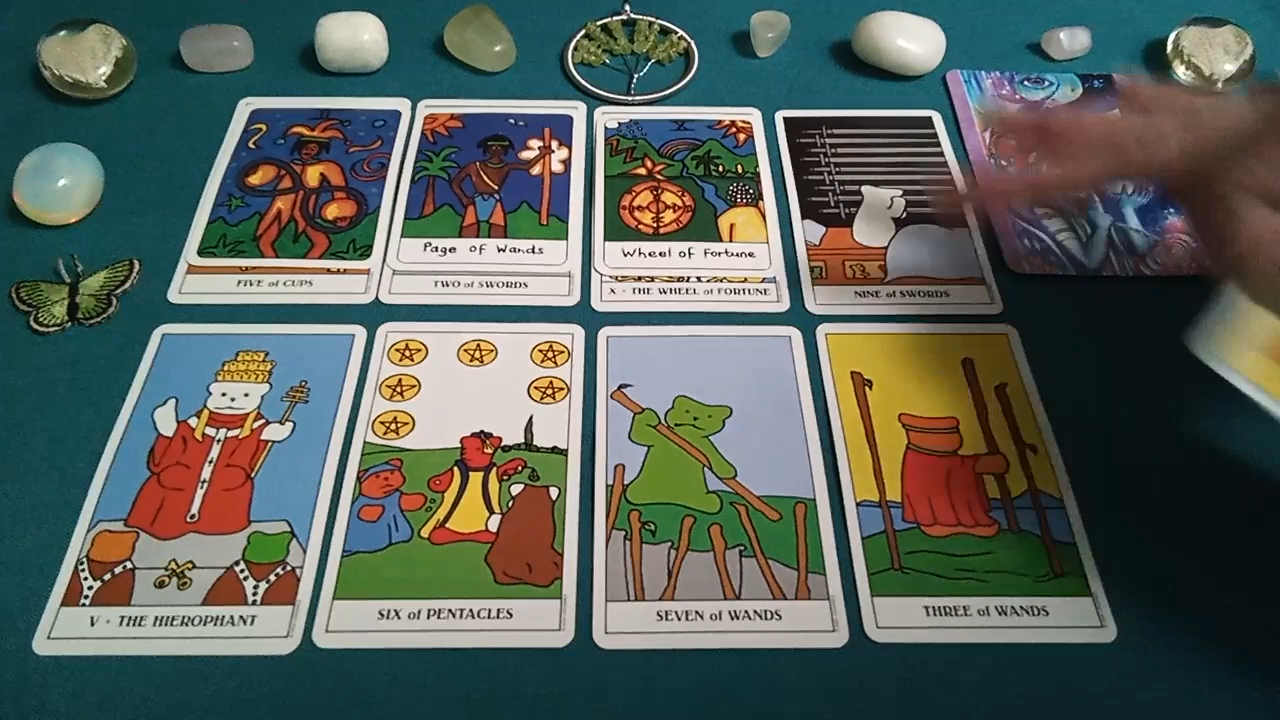 Page of Wands
Wheel of Fortune
FIVE of CUPS
TWO of SWORDS
X - THE WHEEL of FORTUNE
NINE of SWORDS
V - THE HIEROPHANT
SIX of PENTACLES
SEVEN of WANDS
THREE of WANDS